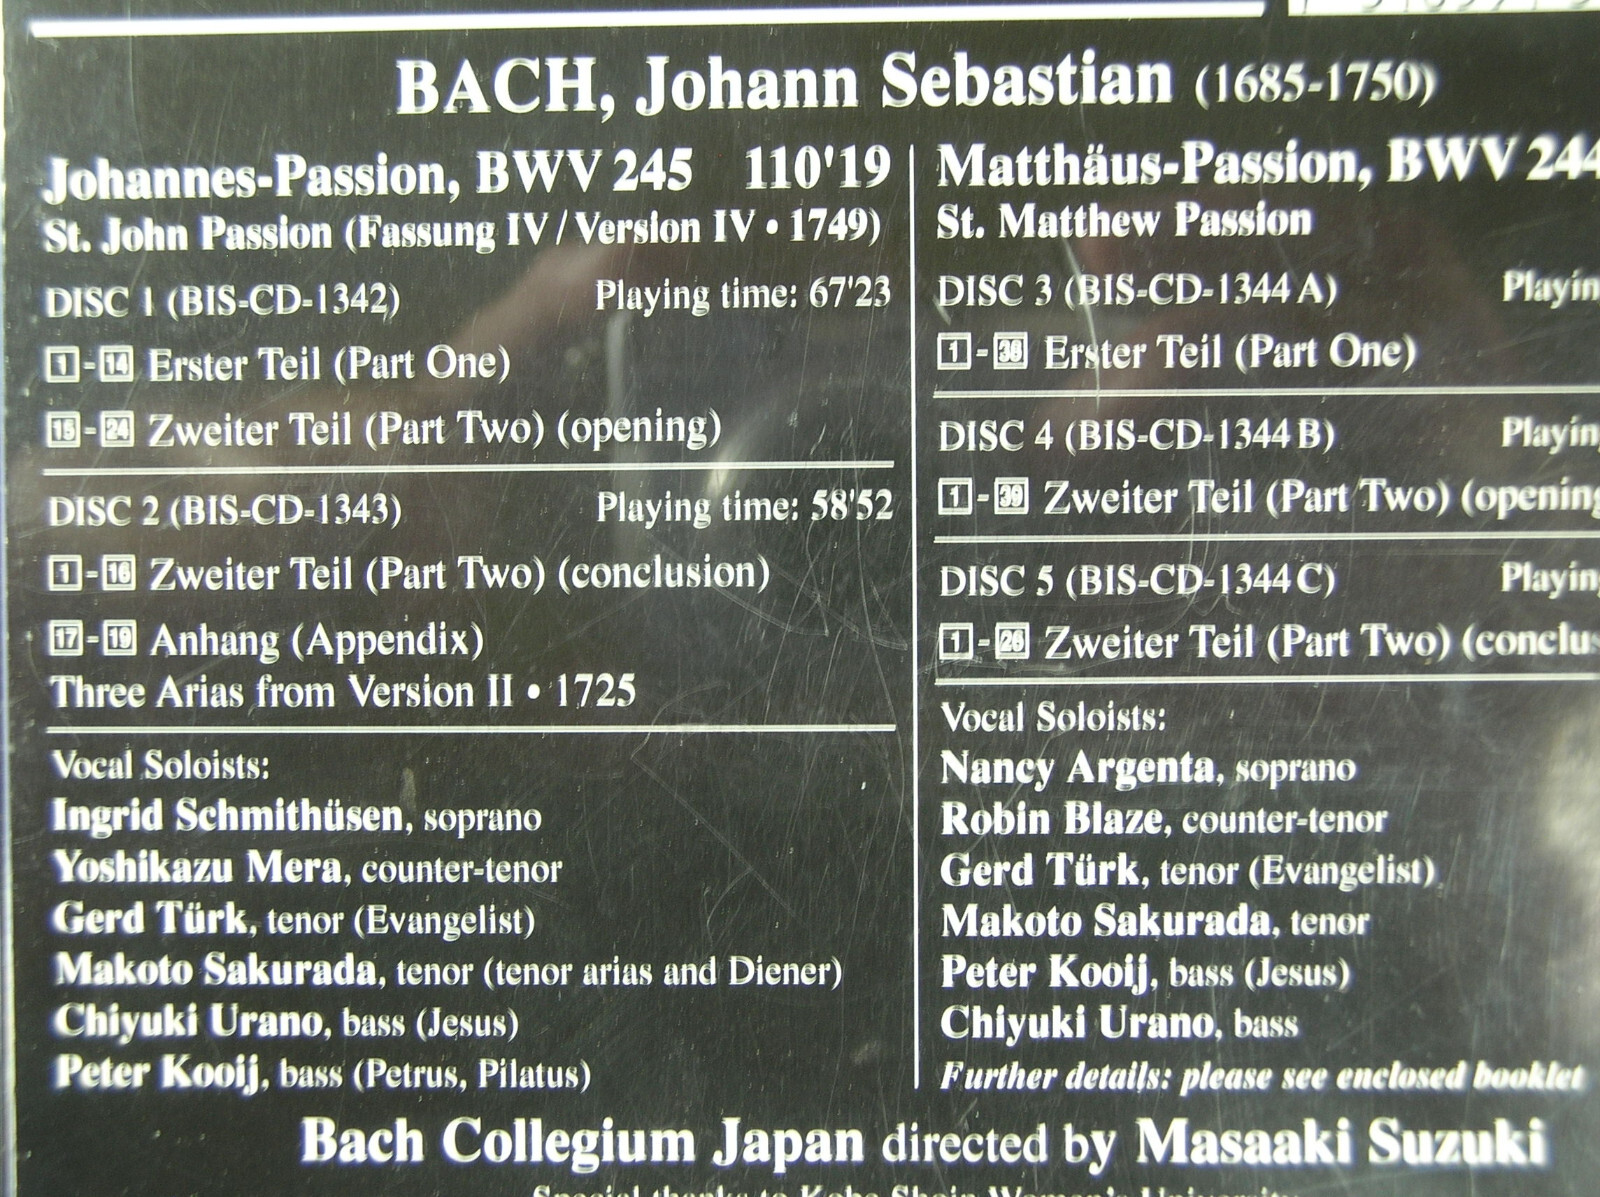 BACH, Johann Sebastian (1685-1750)
Johannes-Passion, BWV 245 110'19
St. John Passion (Fassung IV / Version IV • 1749)
DISC 1 (BIS-CD-1342) Playing time: 67'23
1 - 14 Erster Teil (Part One)
15 - 24 Zweiter Teil (Part Two) (opening)
DISC 2 (BIS-CD-1343) Playing time: 58'52
1 - 16 Zweiter Teil (Part Two) (conclusion)
17 - 19 Anhang (Appendix)
Three Arias from Version II • 1725
Vocal Soloists:
Ingrid Schmithüsen, soprano
Yoshikazu Mera, counter-tenor
Gerd Türk, tenor (Evangelist)
Makoto Sakurada, tenor (tenor arias and Diener)
Chiyuki Urano, bass (Jesus)
Peter Kooij, bass (Petrus, Pilatus)
Matthäus-Passion, BWV 244
St. Matthew Passion
DISC 3 (BIS-CD-1344 A) Playin
1 - 38 Erster Teil (Part One)
DISC 4 (BIS-CD-1344 B) Playin
1 - 39 Zweiter Teil (Part Two) (opening
DISC 5 (BIS-CD-1344 C) Playin
1 - 26 Zweiter Teil (Part Two) (conclus
Vocal Soloists:
Nancy Argenta, soprano
Robin Blaze, counter-tenor
Gerd Türk, tenor (Evangelist)
Makoto Sakurada, tenor
Peter Kooij, bass (Jesus)
Chiyuki Urano, bass
Further details: please see enclosed booklet
Bach Collegium Japan directed by Masaaki Suzuki
Special thanks to Kobe Shoin Women's University